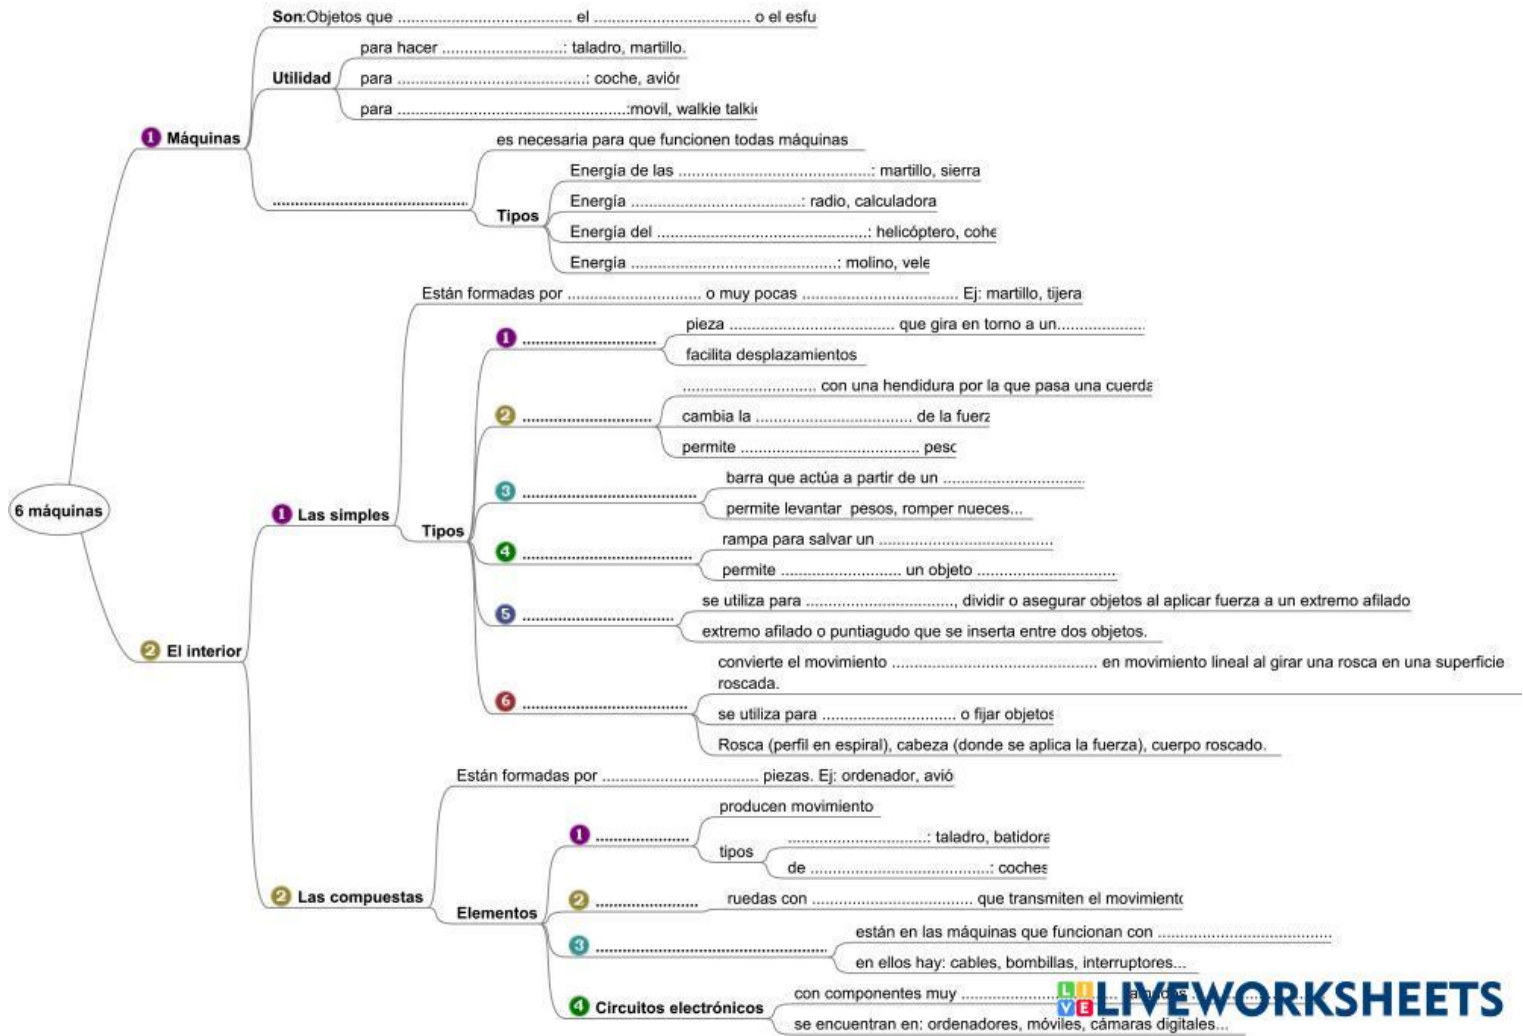 Son:Objetos que ................................ el ............................ o el esfu
para hacer ......................: taladro, martillo.
Utilidad
para ..................................: coche, avión
para ..........................................:movil, walkie talkie
1 Máquinas
es necesaria para que funcionen todas máquinas
Energía de las ...................................: martillo, sierra
....................................
Energía ...............................: radio, calculadora
Tipos
Energía del ......................................: helicóptero, cohe
Energía .....................................: molino, vele
Están formadas por ........................ o muy pocas ............................ Ej: martillo, tijera
pieza .............................. que gira en torno a un................
1 ........................
facilita desplazamientos
........................ con una hendidura por la que pasa una cuerda
2 ........................
cambia la ............................ de la fuerz
permite ................................ peso
barra que actúa a partir de un .........................
3 ................................
permite levantar  pesos, romper nueces...
6 máquinas
1 Las simples
Tipos
rampa para salvar un ...............................
4 ...............................
permite ...................... un objeto .........................
se utiliza para ..........................., dividir o asegurar objetos al aplicar fuerza a un extremo afilado
5 ...........................
extremo afilado o puntiagudo que se inserta entre dos objetos.
2 El interior
convierte el movimiento ..................................... en movimiento lineal al girar una rosca en una superficie
roscada.
6 ..............................
se utiliza para ........................ o fijar objetos
Rosca (perfil en espiral), cabeza (donde se aplica la fuerza), cuerpo roscado.
Están formadas por ............................ piezas. Ej: ordenador, avió
producen movimiento
1 .................
.........................: taladro, batidora
tipos
de ................................: coches
2 Las compuestas
Elementos
2 ...................
ruedas con ............................. que transmiten el movimiento
están en las máquinas que funcionan con ...............................
3 ..........................................
en ellos hay: cables, bombillas, interruptores...
4 Circuitos electrónicos
con componentes muy ............................
se encuentran en: ordenadores, móviles, cámaras digitales...
LIVE LIVEWORKSHEETS